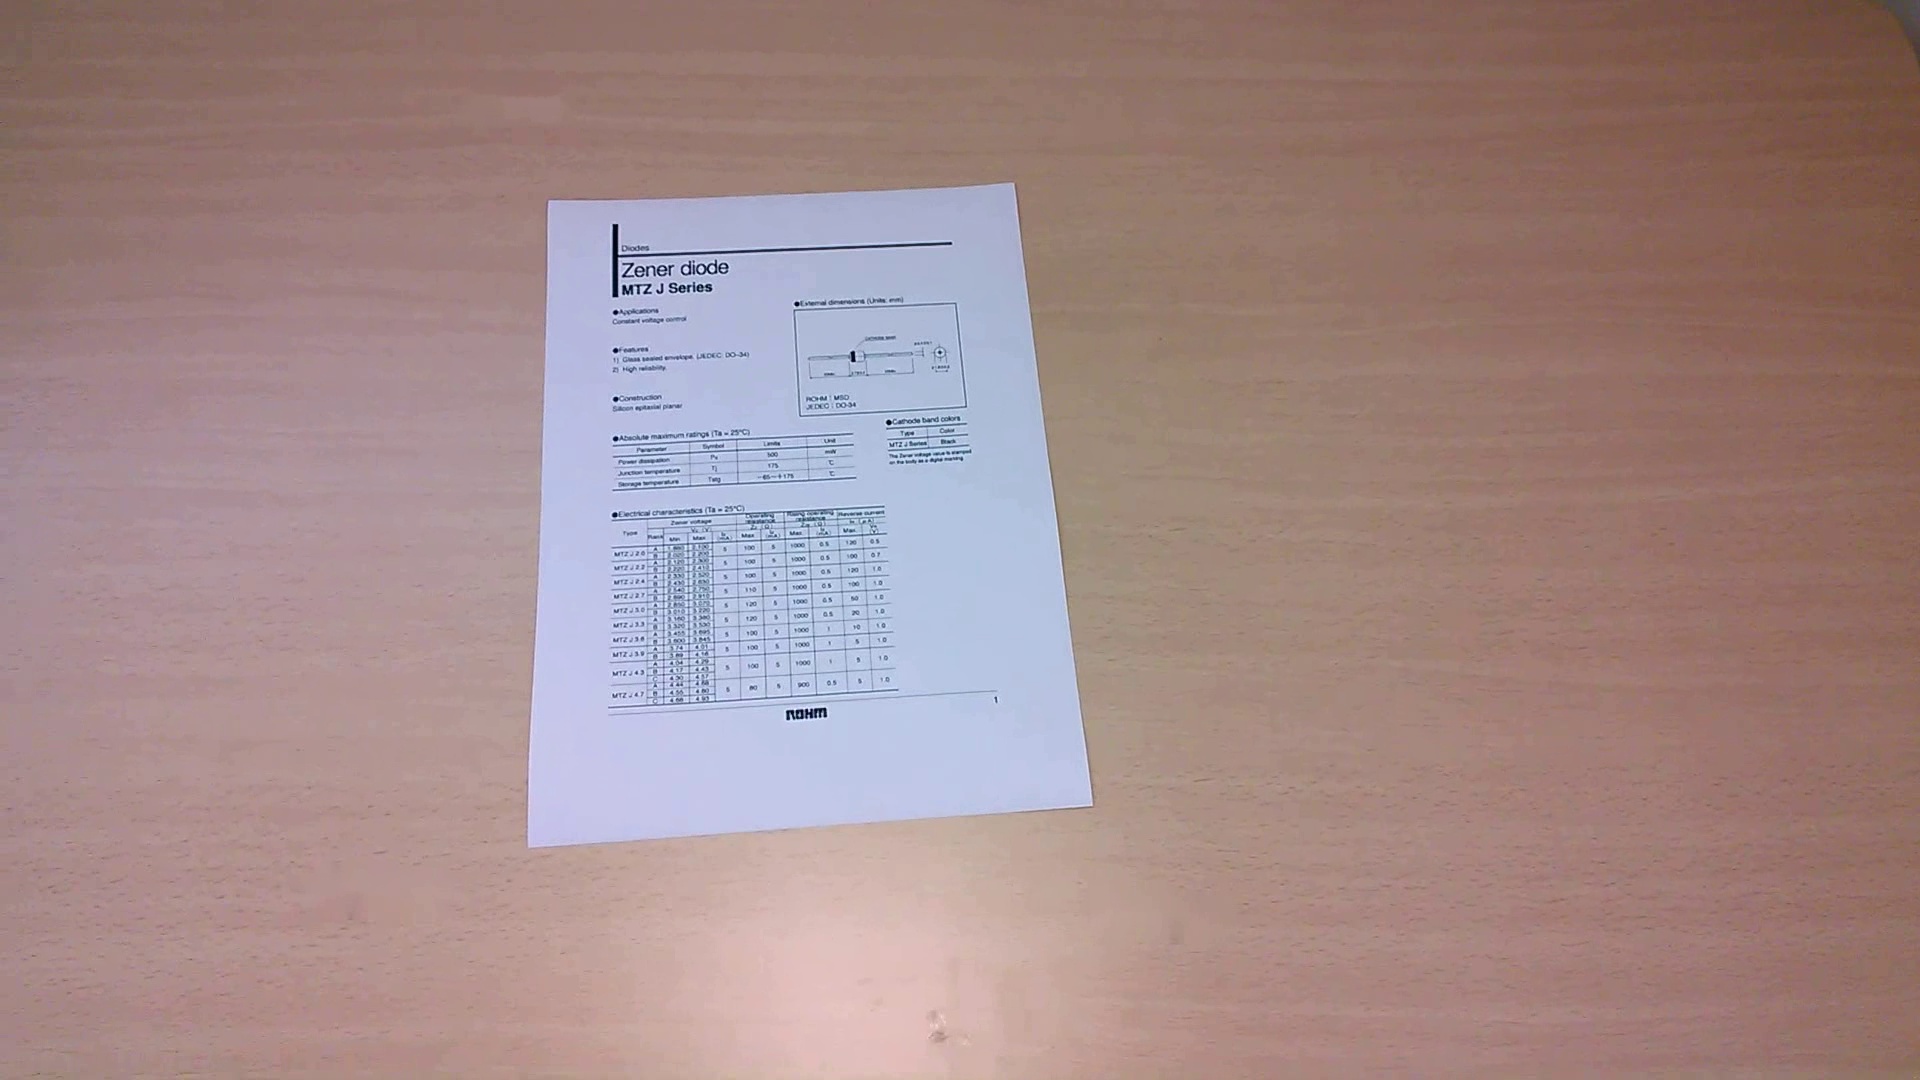 Diodes
Zener diode
MTZ J Series
●Applications
Constant voltage control
●Features
1) Glass sealed envelope. (JEDEC: DO-34)
2) High reliability.
●Construction
Silicon epitaxial planar
●External dimensions (Units: mm)
CATHODE BAND
ROHM : MSD
JEDEC : DO-34
●Cathode band colors
Type Color
MTZ J Series Black
The Zener voltage value is stamped
on the body as a digital marking
●Absolute maximum ratings (Ta = 25°C)
Parameter Symbol Limits Unit
Power dissipation 500 mW
Junction temperature Tj 175 °C
Storage temperature Tstg −65~+175 °C
●Electrical characteristics (Ta = 25°C)
Type Rank Zener voltage Operating resistance Rising operating resistance Reverse current
Min. Max. Max. Max. Max.
MTZ J 2.0 A 1.880 2.100 5 100 5 1000 0.5 120 0.5
B 2.020 2.200
MTZ J 2.2 A 2.120 2.300 5 100 5 1000 0.5 100 0.7
B 2.220 2.410
MTZ J 2.4 A 2.330 2.520 5 100 5 1000 0.5 120 1.0
B 2.430 2.630
MTZ J 2.7 A 2.540 2.750 5 110 5 1000 0.5 100 1.0
B 2.690 2.910
MTZ J 3.0 A 2.850 3.070 5 120 5 1000 0.5 50 1.0
B 3.010 3.220
MTZ J 3.3 A 3.160 3.380 5 120 5 1000 0.5 20 1.0
B 3.320 3.530
MTZ J 3.6 A 3.455 3.695 5 100 5 1000 1 10 1.0
B 3.600 3.845
MTZ J 3.9 A 3.74 4.01 5 100 5 1000 1 5 1.0
B 3.89 4.16
MTZ J 4.3 A 4.04 4.29 5 100 5 1000 1 5 1.0
B 4.17 4.43
C 4.30 4.57
MTZ J 4.7 A 4.44 4.68 5 80 5 900 0.5 5 1.0
B 4.55 4.80
C 4.68 4.93
ROHM
1